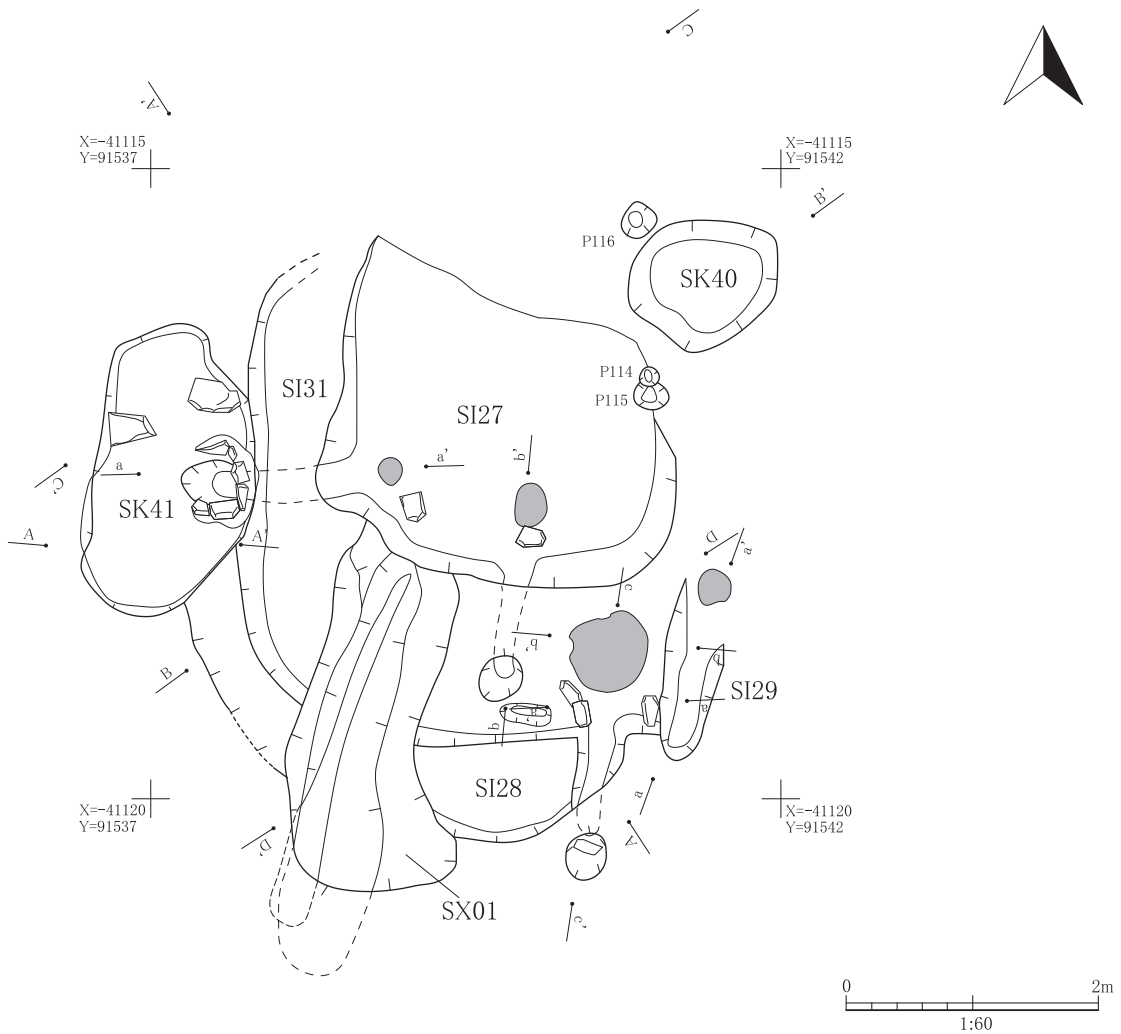 C
A'
X=-41115
Y=91537
X=-41115
Y=91542
B'
P116
SK40
P114
P115
SI31
SI27
a'
b'
a
C'
SK41
A
A'
D
a'
c
b'
b
SI29
a
a'
b
B
SI28
a
X=-41120
Y=91537
X=-41120
Y=91542
D'
A
SX01
c'
0
2m
1:60